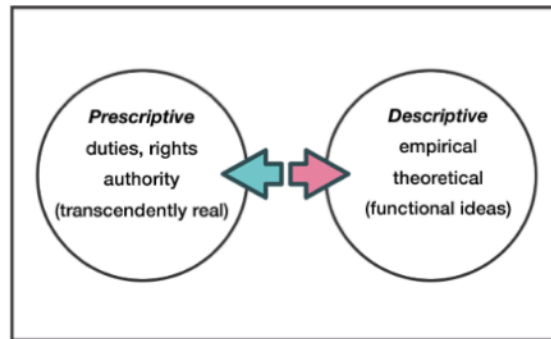 Prescriptive
duties, rights
authority
(transcendently real)
Descriptive
empirical
theoretical
(functional ideas)